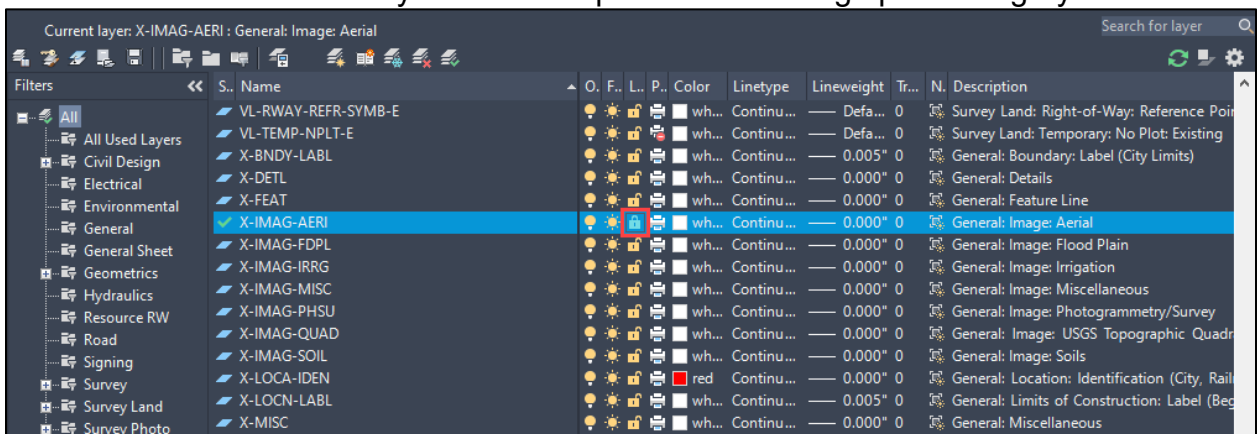 Current layer: X-IMAG-AERI : General: Image: Aerial
Search for layer
Filters
S.. Name O. F.. L.. P.. Color Linetype Lineweight Tr... N. Description
All
All Used Layers
Civil Design
Electrical
Environmental
General
General Sheet
Geometrics
Hydraulics
Resource RW
Road
Signing
Survey
Survey Land
Survey Photo
VL-RWAY-REFR-SYMB-E wh... Continu... Defa... 0 Survey Land: Right-of-Way: Reference Poin
VL-TEMP-NPLT-E wh... Continu... Defa... 0 Survey Land: Temporary: No Plot: Existing
X-BNDY-LABL wh... Continu... 0.005" 0 General: Boundary: Label (City Limits)
X-DETL wh... Continu... 0.000" 0 General: Details
X-FEAT wh... Continu... 0.000" 0 General: Feature Line
X-IMAG-AERI wh... Continu... 0.000" 0 General: Image: Aerial
X-IMAG-FDPL wh... Continu... 0.000" 0 General: Image: Flood Plain
X-IMAG-IRRG wh... Continu... 0.000" 0 General: Image: Irrigation
X-IMAG-MISC wh... Continu... 0.000" 0 General: Image: Miscellaneous
X-IMAG-PHSU wh... Continu... 0.000" 0 General: Image: Photogrammetry/Survey
X-IMAG-QUAD wh... Continu... 0.000" 0 General: Image: USGS Topographic Quadr
X-IMAG-SOIL wh... Continu... 0.000" 0 General: Image: Soils
X-LOCA-IDEN red Continu... 0.000" 0 General: Location: Identification (City, Railr
X-LOCN-LABL wh... Continu... 0.005" 0 General: Limits of Construction: Label (Beg
X-MISC wh... Continu... 0.000" 0 General: Miscellaneous